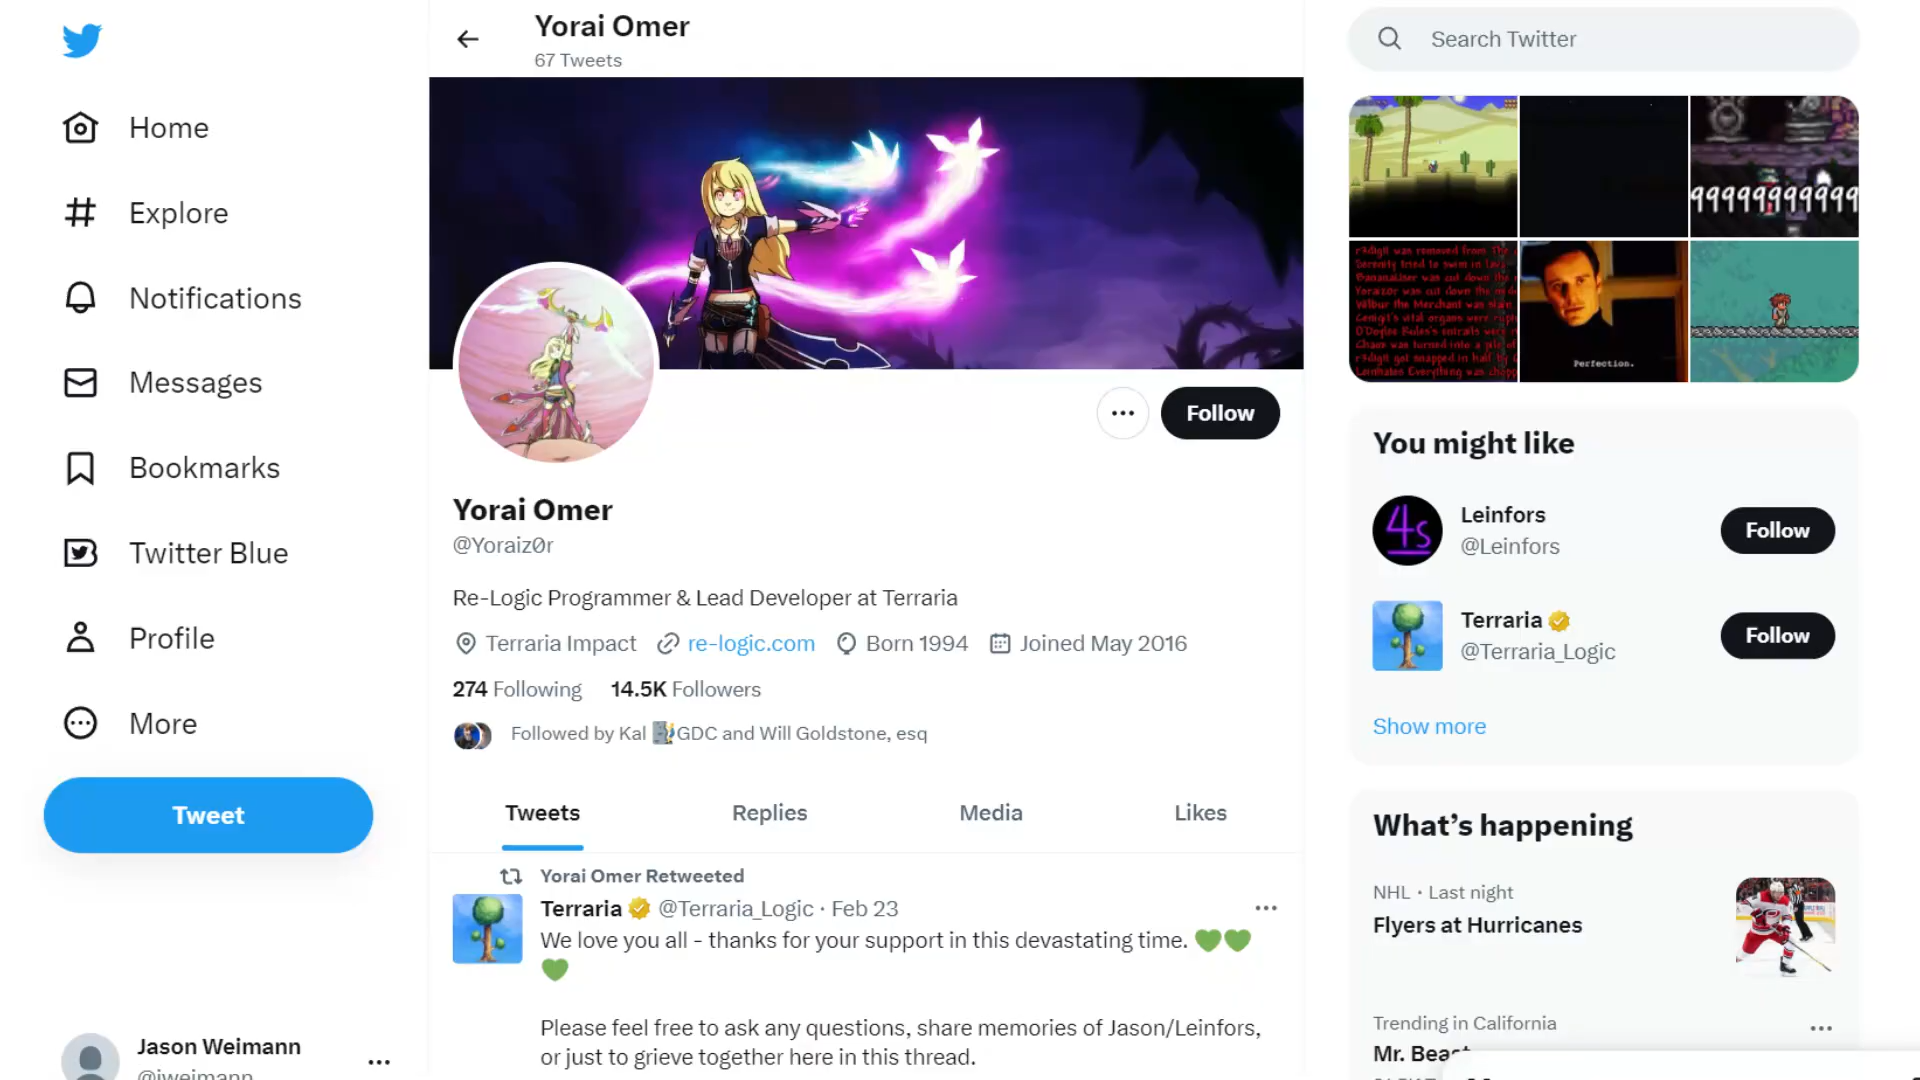 Home
Explore
Notifications
Messages
Bookmarks
Twitter Blue
Profile
More
Tweet
Jason Weimann
@jweimann
Yorai Omer
67 Tweets
Follow
Yorai Omer
@Yoraiz0r
Re-Logic Programmer & Lead Developer at Terraria
Terraria Impact re-logic.com Born 1994 Joined May 2016
274 Following 14.5K Followers
Followed by Kal GDC and Will Goldstone, esq
Tweets Replies Media Likes
Yorai Omer Retweeted
Terraria @Terraria_Logic · Feb 23
We love you all - thanks for your support in this devastating time. 💚💚
💚
Please feel free to ask any questions, share memories of Jason/Leinfors,
or just to grieve together here in this thread.
Search Twitter
99999999999
Perfection.
You might like
Leinfors
@Leinfors
Follow
Terraria
@Terraria_Logic
Follow
Show more
What's happening
NHL · Last night
Flyers at Hurricanes
Trending in California
Mr. Beast